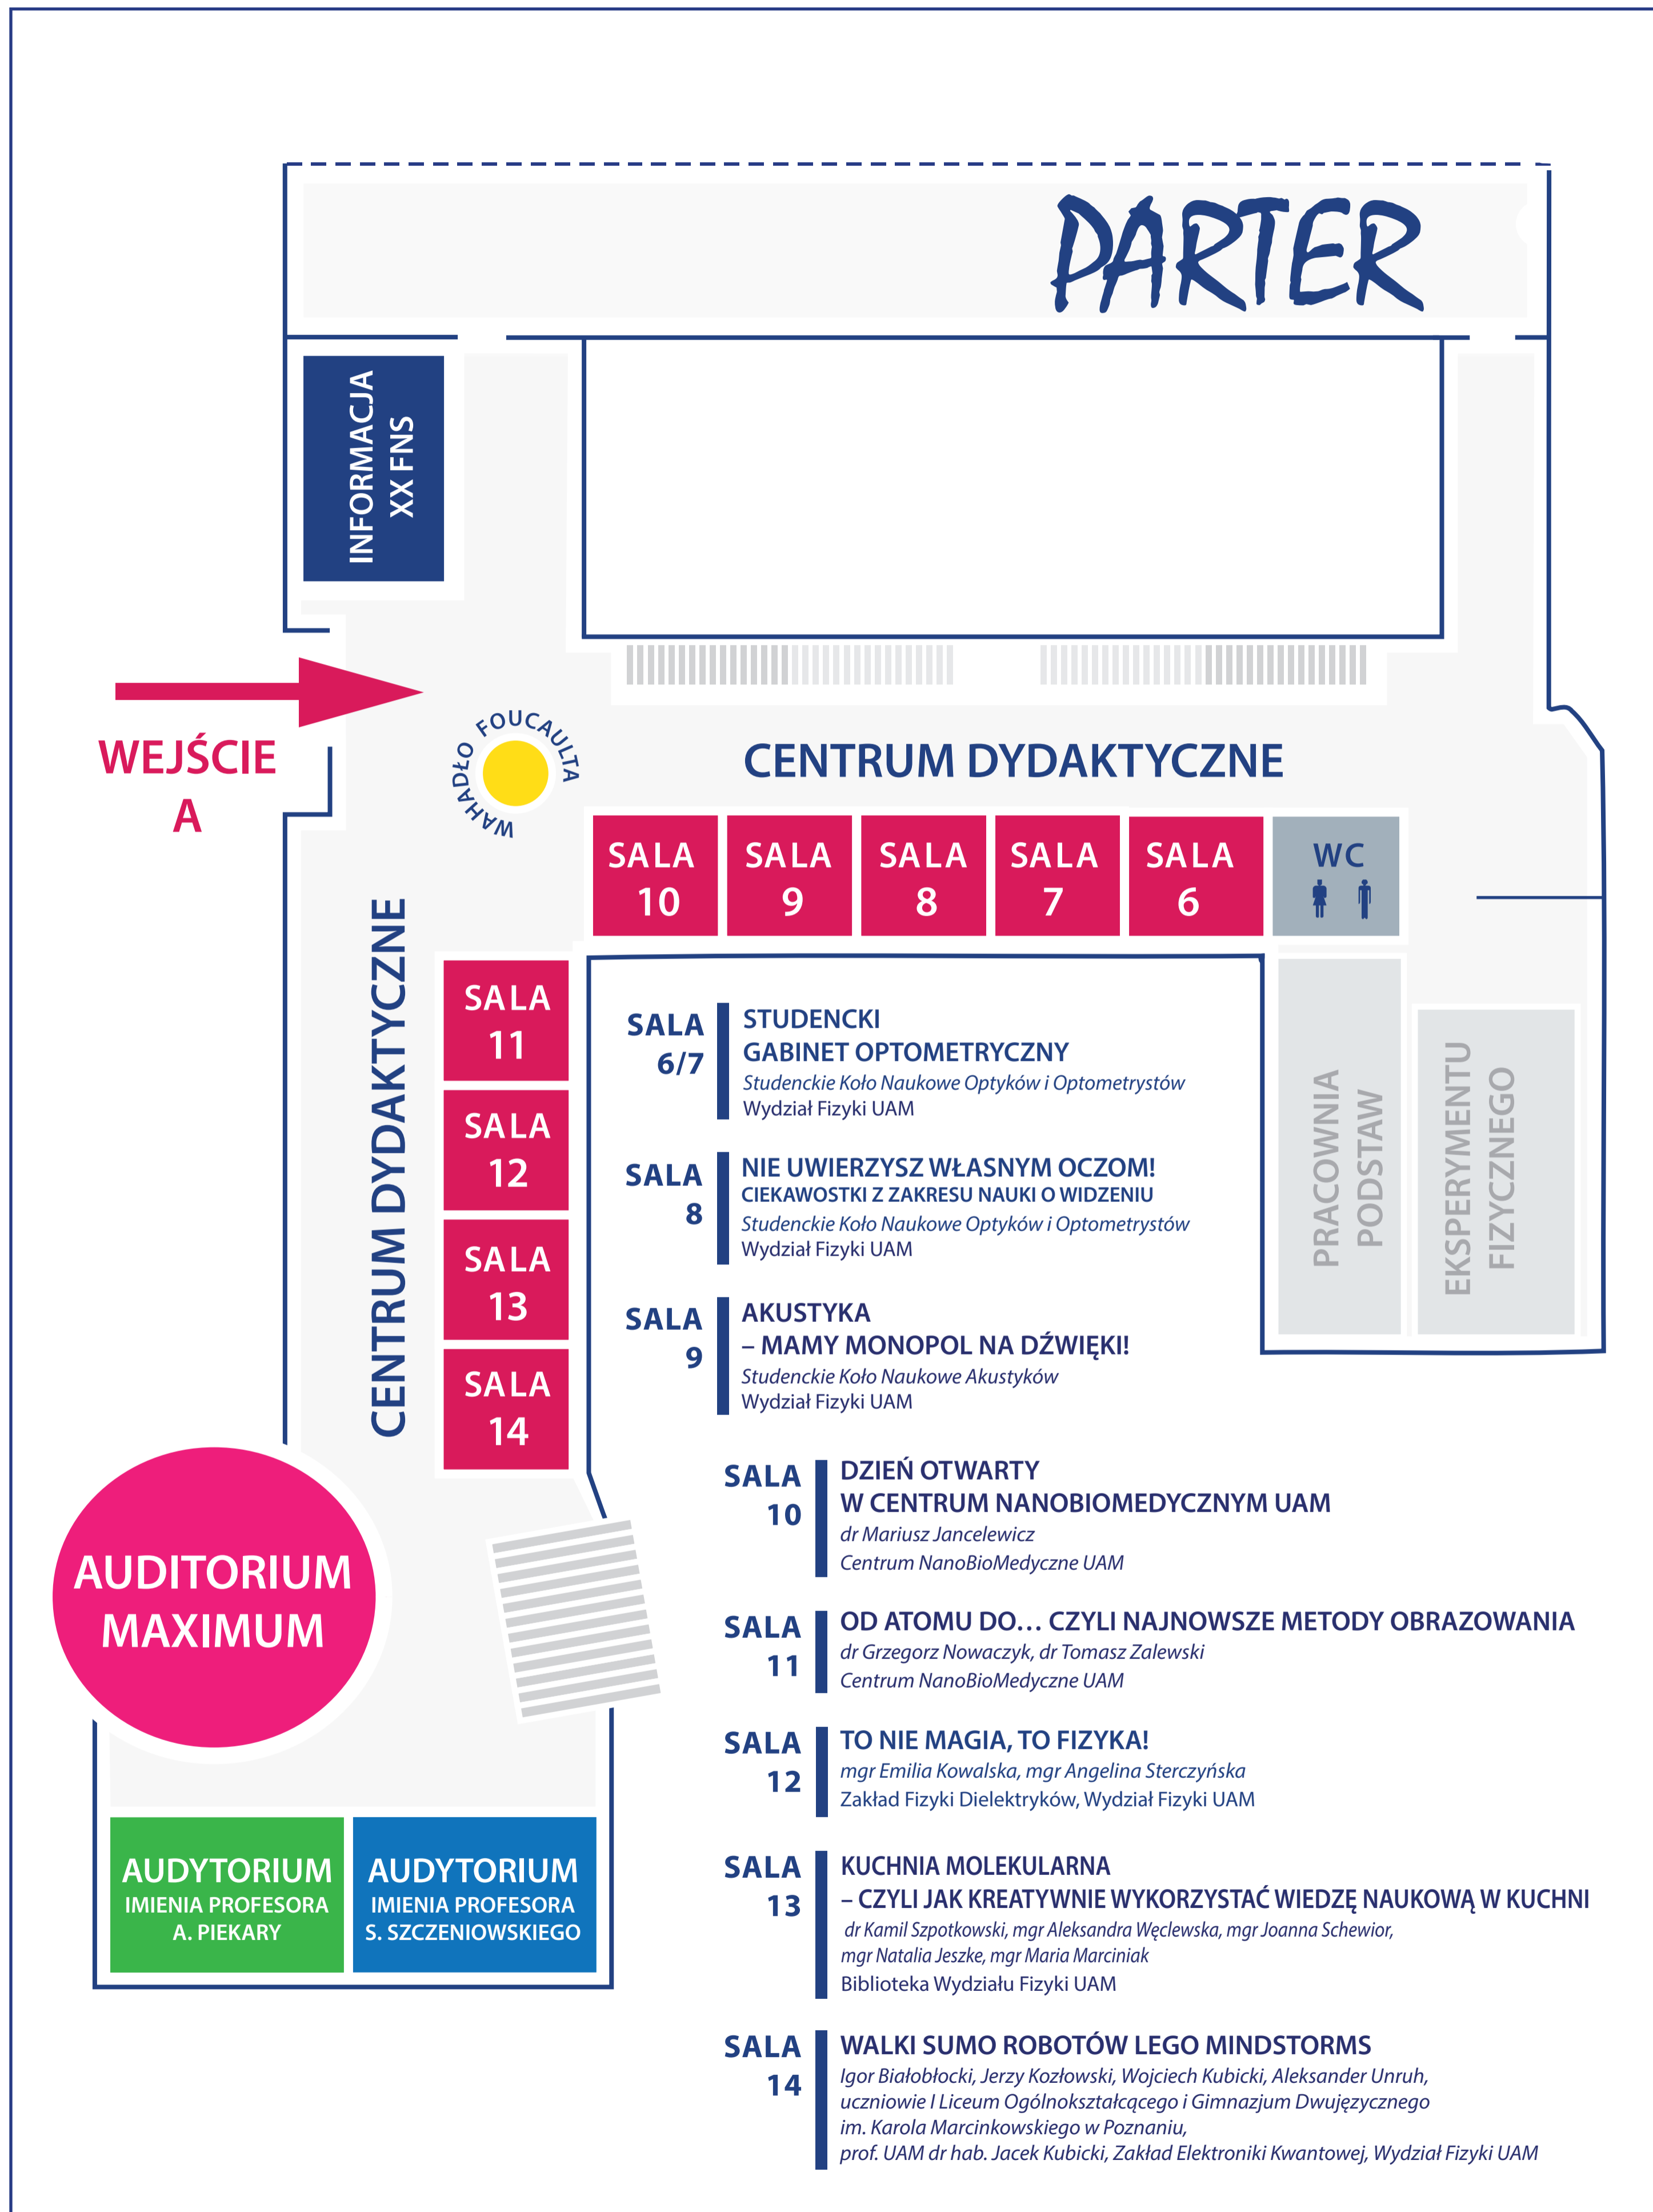 PARTER
INFORMACJA
XX FNS
WEJŚCIE
A
WAHADŁO FOUCAULTA
CENTRUM DYDAKTYCZNE
SALA
10
SALA
9
SALA
8
SALA
7
SALA
6
WC
CENTRUM DYDAKTYCZNE
SALA
11
SALA
12
SALA
13
SALA
14
PRACOWNIA
PODSTAW
EKSPERYMENTU
FIZYCZNEGO
SALA
6/7
STUDENCKI
GABINET OPTOMETRYCZNY
Studenckie Koło Naukowe Optyków i Optometrystów
Wydział Fizyki UAM
SALA
8
NIE UWIERZYSZ WŁASNYM OCZOM!
CIEKAWOSTKI Z ZAKRESU NAUKI O WIDZENIU
Studenckie Koło Naukowe Optyków i Optometrystów
Wydział Fizyki UAM
SALA
9
AKUSTYKA
– MAMY MONOPOL NA DŹWIĘKI!
Studenckie Koło Naukowe Akustyków
Wydział Fizyki UAM
SALA
10
DZIEŃ OTWARTY
W CENTRUM NANOBIOMEDYCZNYM UAM
dr Mariusz Jancelewicz
Centrum NanoBioMedyczne UAM
SALA
11
OD ATOMU DO... CZYLI NAJNOWSZE METODY OBRAZOWANIA
dr Grzegorz Nowaczyk, dr Tomasz Zalewski
Centrum NanoBioMedyczne UAM
SALA
12
TO NIE MAGIA, TO FIZYKA!
mgr Emilia Kowalska, mgr Angelina Sterczyńska
Zakład Fizyki Dielektryków, Wydział Fizyki UAM
SALA
13
KUCHNIA MOLEKULARNA
– CZYLI JAK KREATYWNIE WYKORZYSTAĆ WIEDZĘ NAUKOWĄ W KUCHNI
dr Kamil Szpotkowski, mgr Aleksandra Węclewska, mgr Joanna Schewior,
mgr Natalia Jeszke, mgr Maria Marciniak
Biblioteka Wydziału Fizyki UAM
SALA
14
WALKI SUMO ROBOTÓW LEGO MINDSTORMS
Igor Białobłocki, Jerzy Kozłowski, Wojciech Kubicki, Aleksander Unruh,
uczniowie I Liceum Ogólnokształcącego i Gimnazjum Dwujęzycznego
im. Karola Marcinkowskiego w Poznaniu,
prof. UAM dr hab. Jacek Kubicki, Zakład Elektroniki Kwantowej, Wydział Fizyki UAM
AUDITORIUM
MAXIMUM
AUDYTORIUM
IMIENIA PROFESORA
A. PIEKARY
AUDYTORIUM
IMIENIA PROFESORA
S. SZCZENIOWSKIEGO